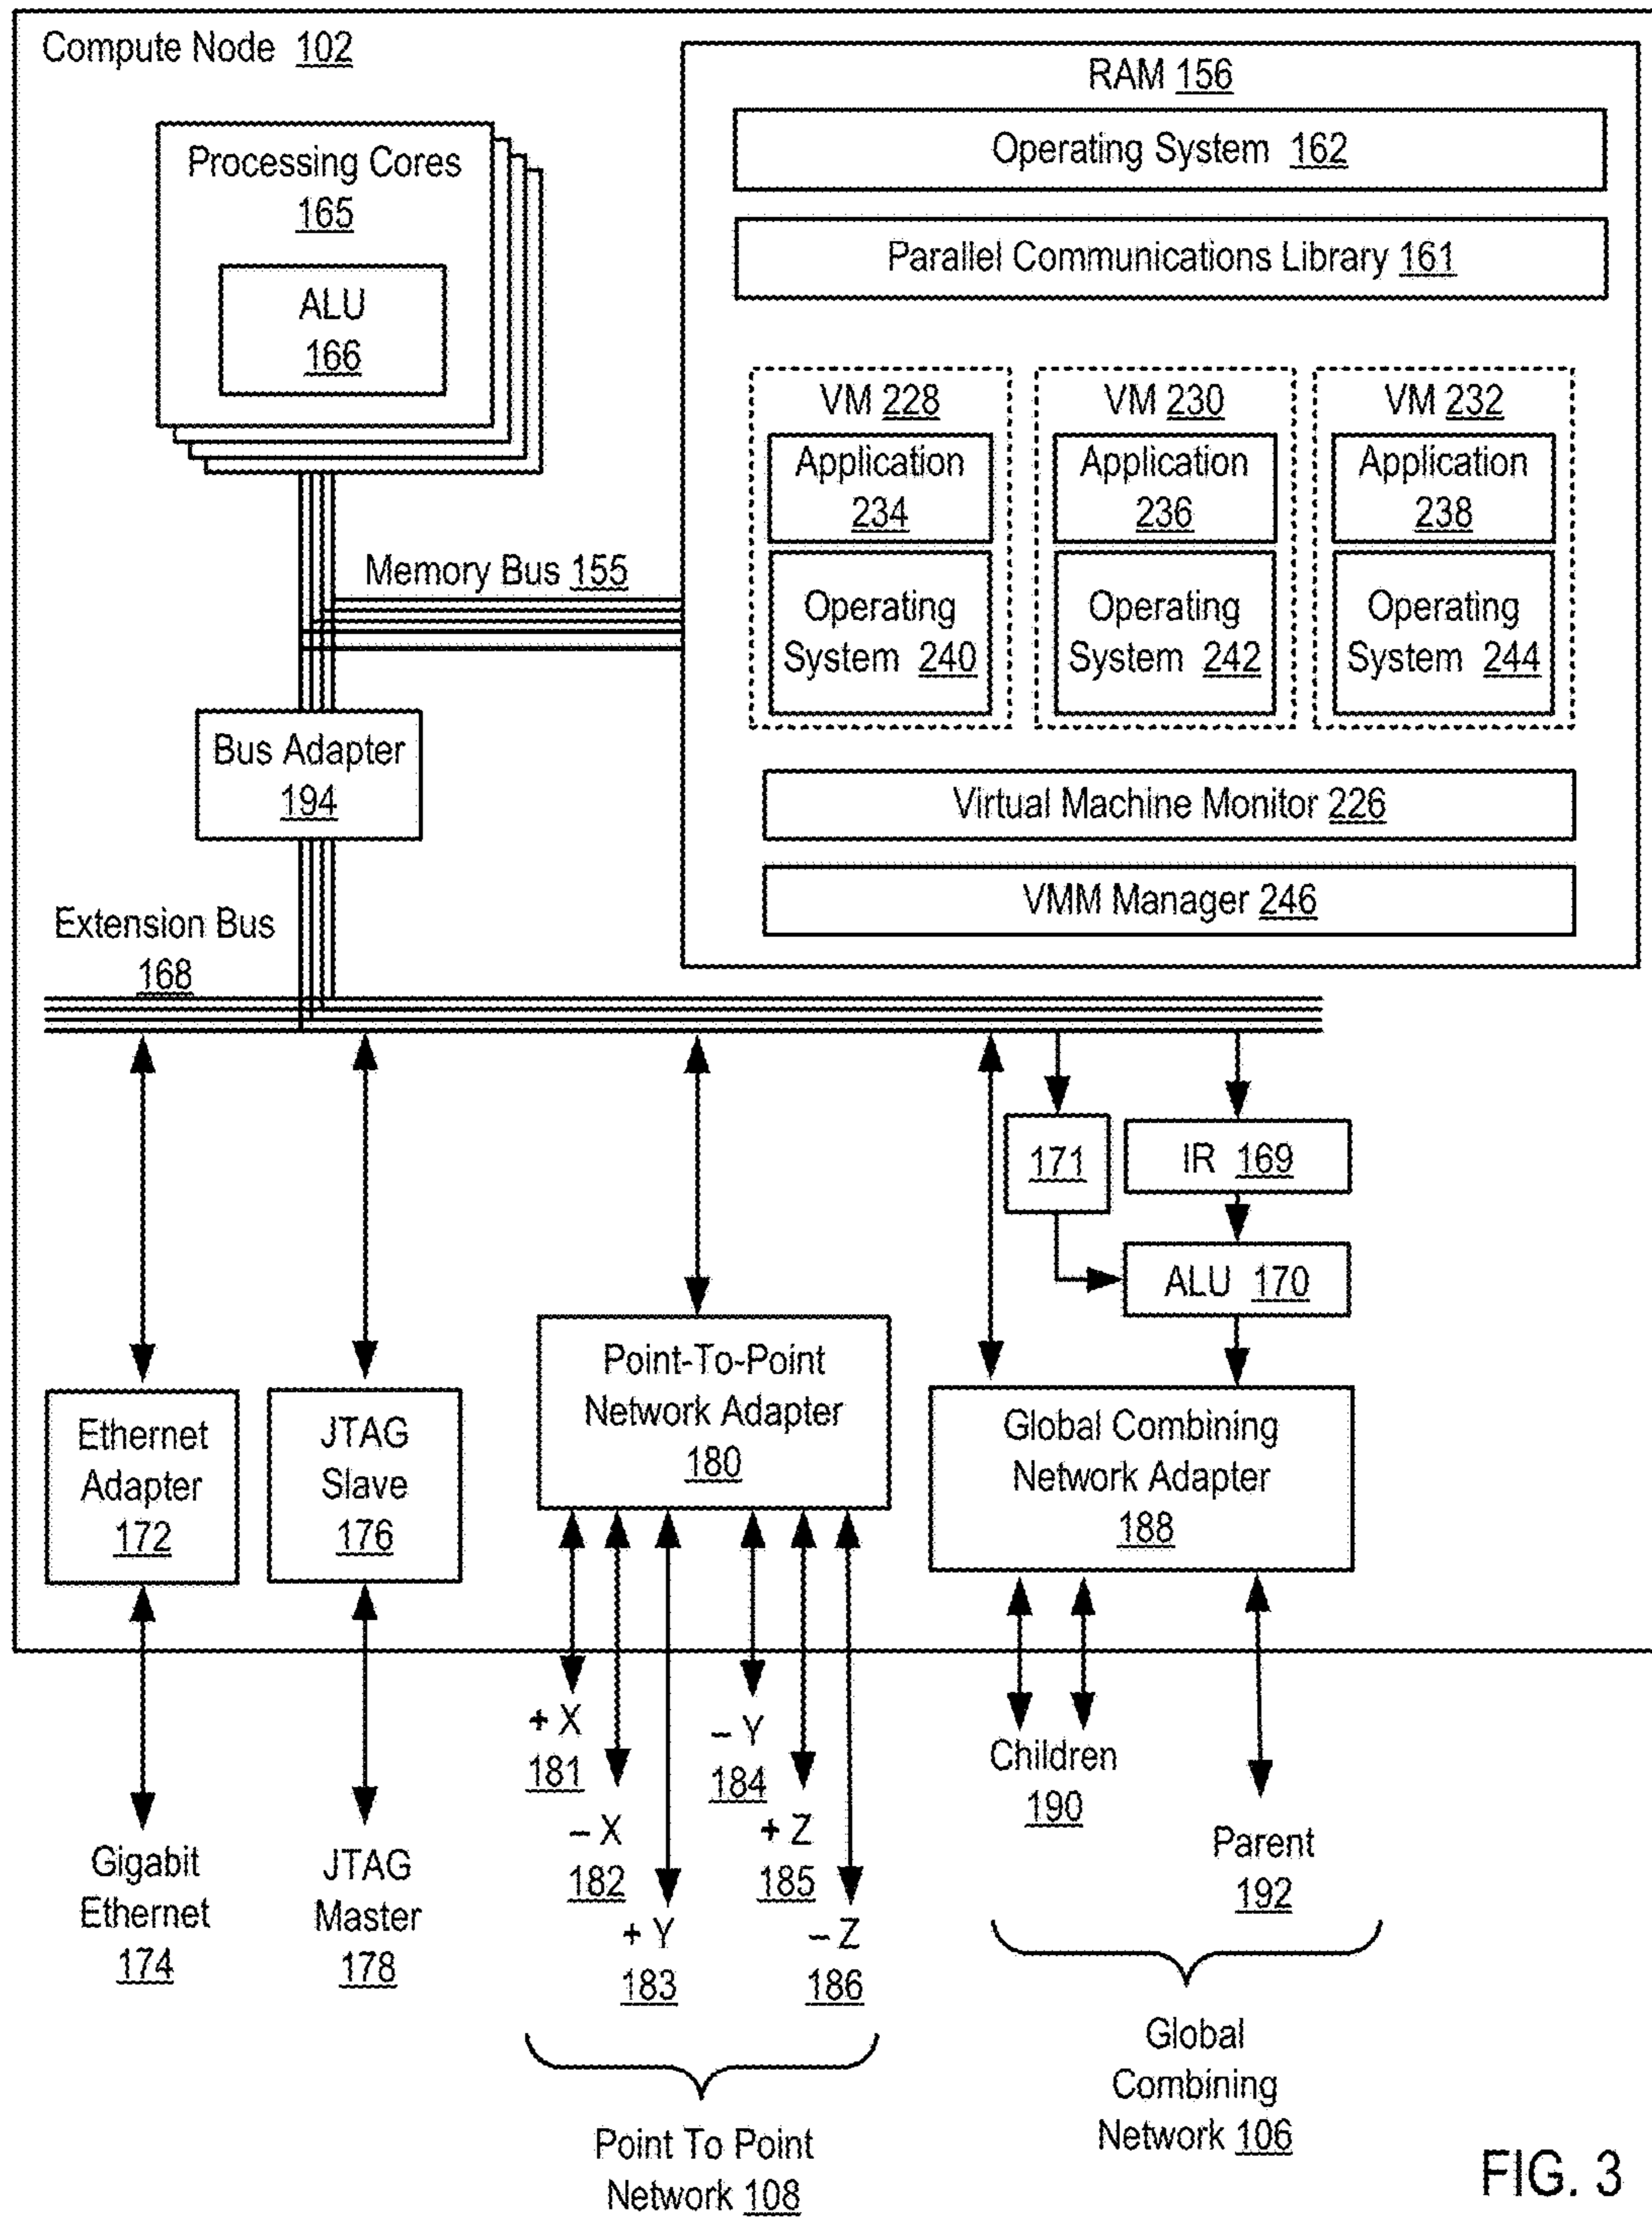 Compute Node 102
RAM 156
Operating System 162
Parallel Communications Library 161
Processing Cores
165
ALU
166
VM 228
Application
234
Operating
System 240
VM 230
Application
236
Operating
System 242
VM 232
Application
238
Operating
System 244
Memory Bus 155
Virtual Machine Monitor 226
VMM Manager 246
Bus Adapter
194
Extension Bus
168
171
IR 169
ALU 170
Ethernet
Adapter
172
JTAG
Slave
176
Point-To-Point
Network Adapter
180
Global Combining
Network Adapter
188
Gigabit
Ethernet
174
JTAG
Master
178
+ X
181
– X
182
+ Y
183
– Y
184
+ Z
185
– Z
186
Children
190
Parent
192
Point To Point
Network 108
Global
Combining
Network 106
FIG. 3